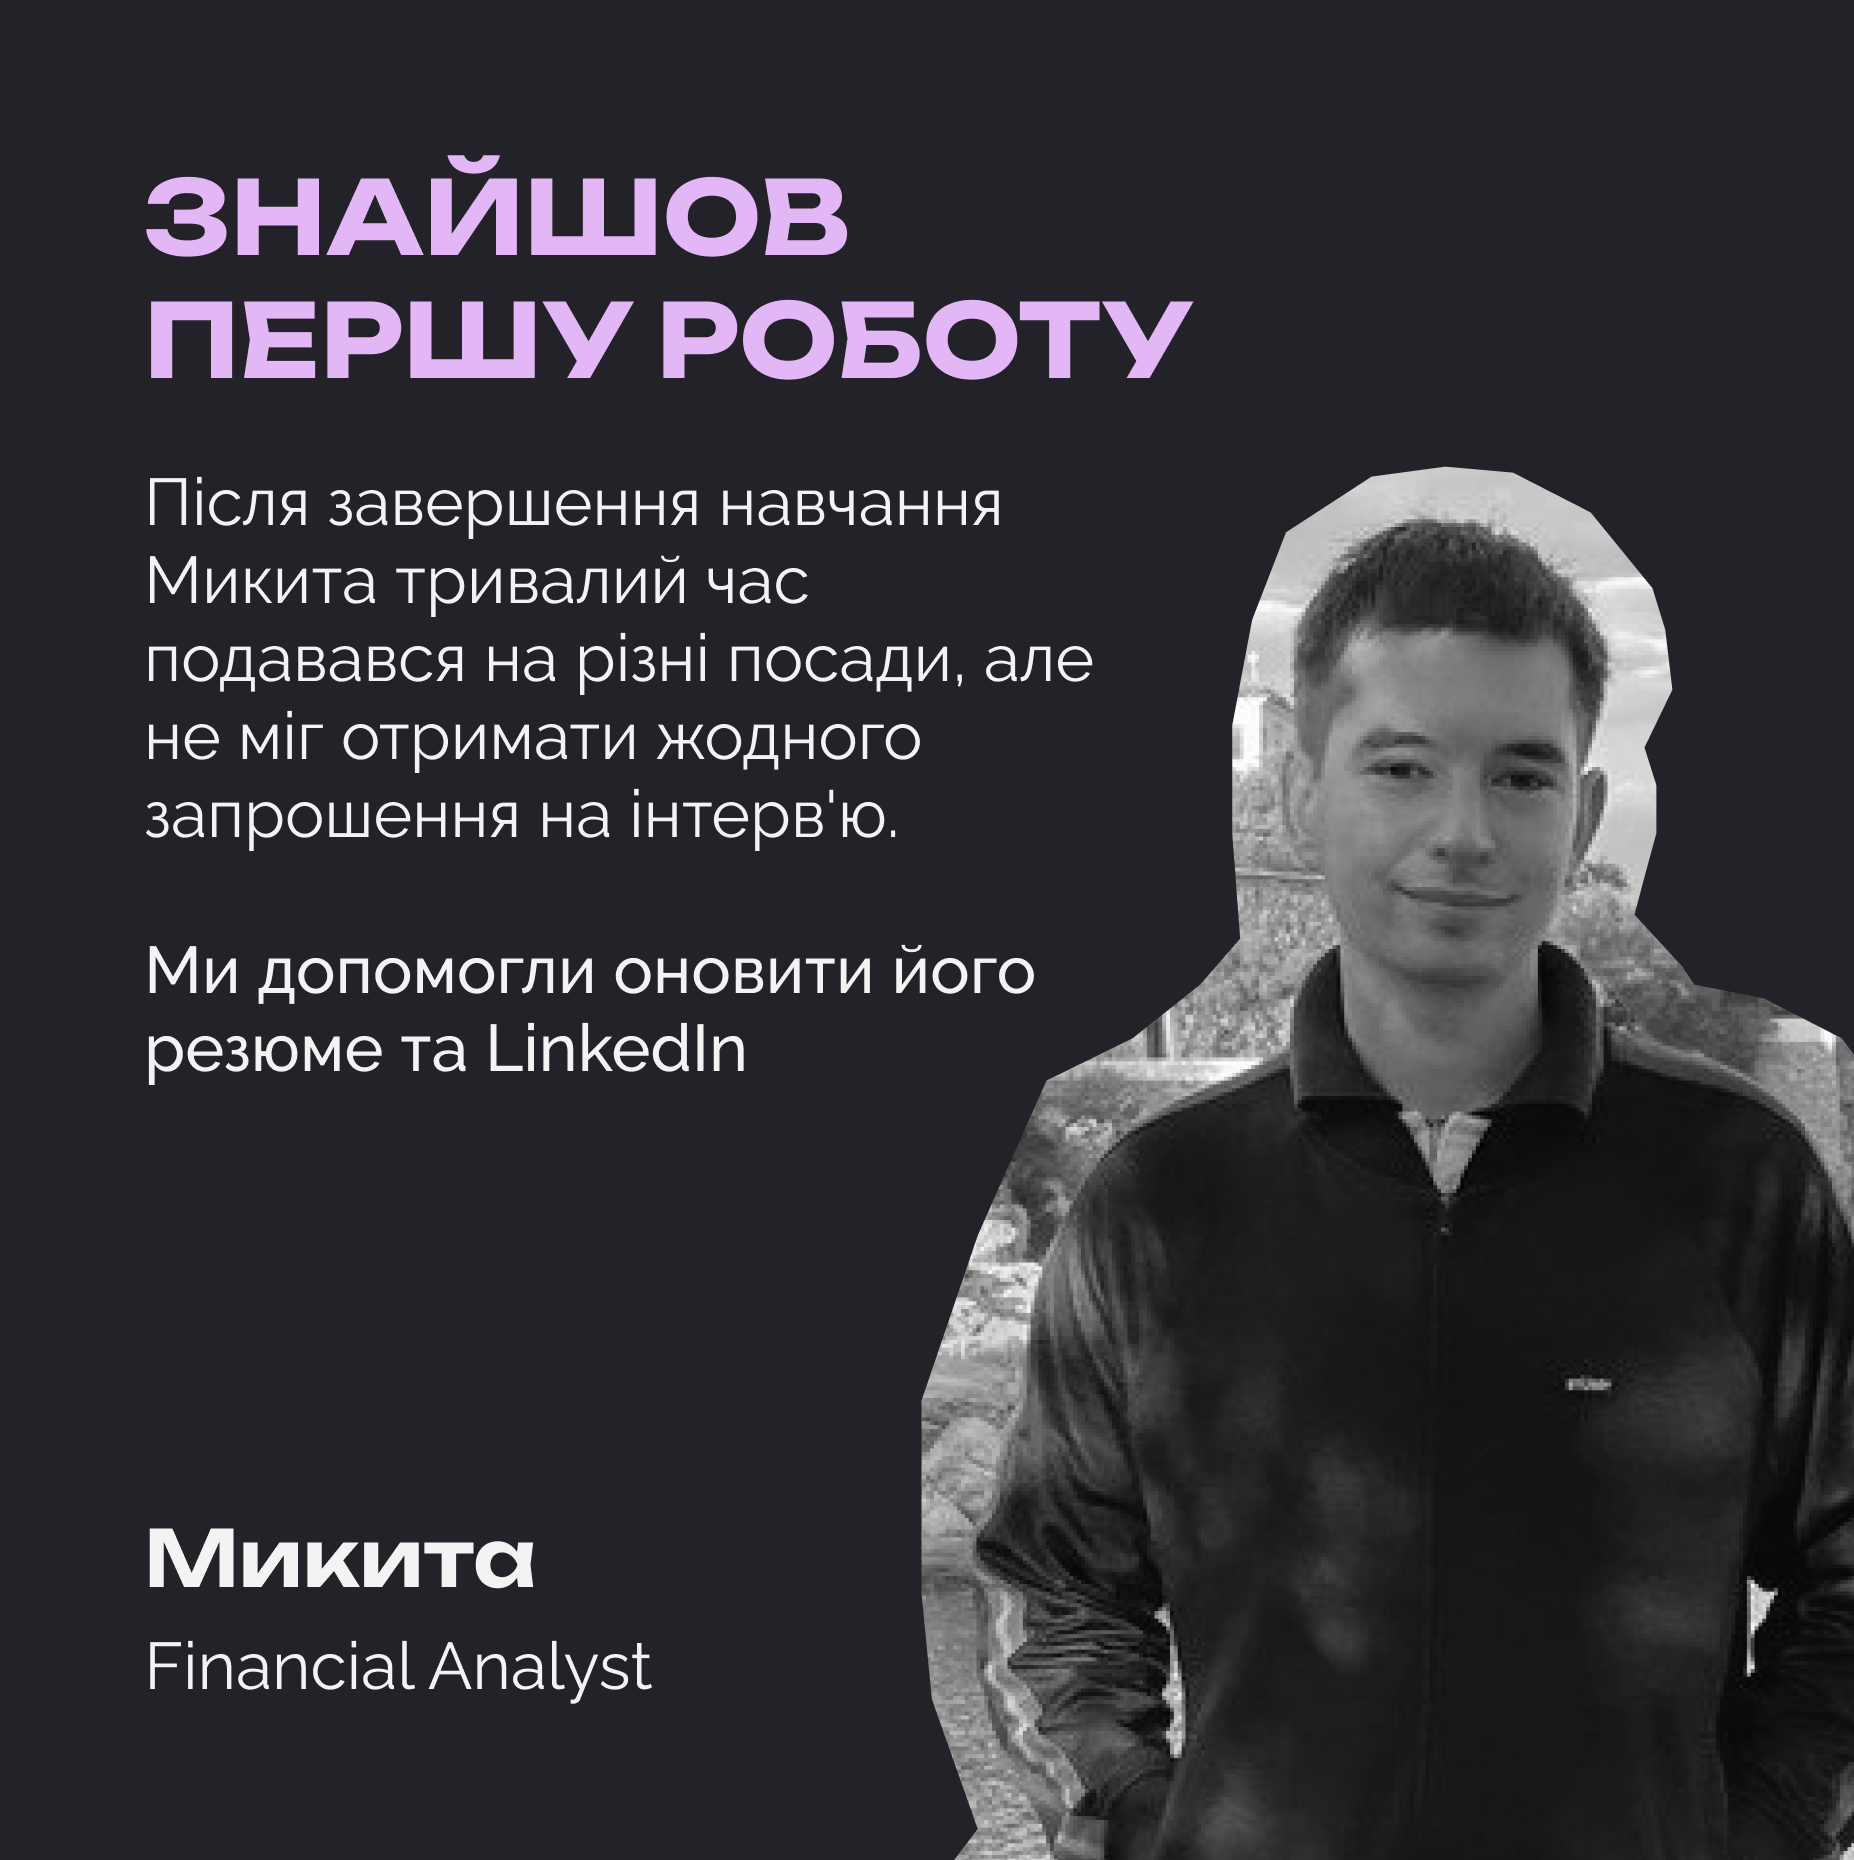 ЗНАЙШОВ
ПЕРШУ РОБОТУ
Після завершення навчання
Микита тривалий час
подавався на різні посади, але
не міг отримати жодного
запрошення на інтерв'ю.
Ми допомогли оновити його
резюме та LinkedIn
Микита
Financial Analyst